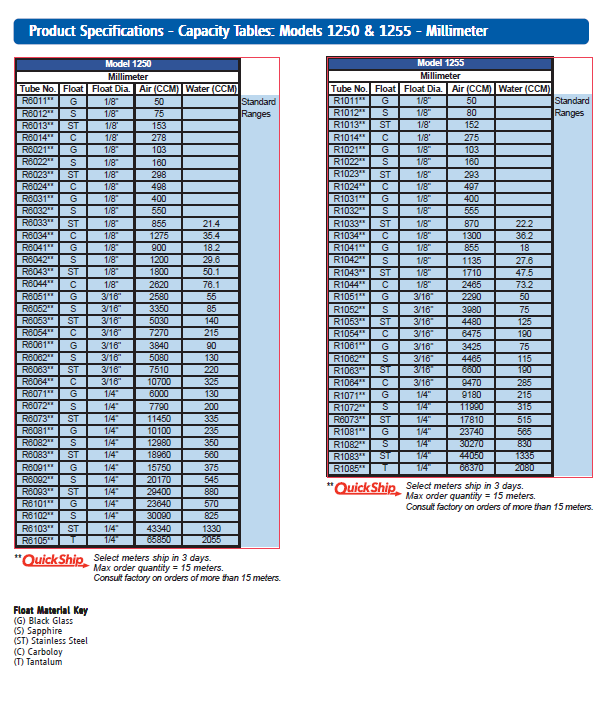 Product Specifications - Capacity Tables: Models 1250 & 1255 - Millimeter
Model 1250
Millimeter
Tube No. Float Float Dia. Air (CCM) Water (CCM)
R6011** G 1/8" 50 Standard
R6012** S 1/8" 75 Ranges
R6013** ST 1/8' 153
R6014** C 1/8' 278
R6021** G 1/8" 103
R6022** S 1/8" 160
R6023** ST 1/8" 298
R6024** C 1/8" 498
R6031** G 1/8" 400
R6032** S 1/8" 550
R6033** ST 1/8" 855 21.4
R6034** C 1/8" 1275 35.4
R6041** G 1/8" 900 18.2
R6042** S 1/8" 1200 29.6
R6043** ST 1/8" 1800 50.1
R6044** C 1/8" 2620 76.1
R6051** G 3/16" 2580 55
R6052** S 3/16" 3350 85
R6053** ST 3/16" 5030 140
R6054** C 3/16" 7270 215
R6061** G 3/16" 3840 90
R6062** S 3/16" 5080 130
R6063** ST 3/16" 7510 220
R6064** C 3/16" 10700 325
R6071** G 1/4" 6000 130
R6072** S 1/4" 7790 200
R6073** ST 1/4" 11450 335
R6081** G 1/4" 10100 235
R6082** S 1/4" 12980 350
R6083** ST 1/4" 18960 560
R6091** G 1/4" 15750 375
R6092** S 1/4" 20170 545
R6093** ST 1/4" 29400 880
R6101** G 1/4" 23640 570
R6102** S 1/4" 30090 825
R6103** ST 1/4" 43340 1330
R6105** T 1/4" 65850 2055
** QuickShip Select meters ship in 3 days.
Max order quantity = 15 meters.
Consult factory on orders of more than 15 meters.
Model 1255
Millimeter
Tube No. Float Float Dia. Air (CCM) Water (CCM)
R1011** G 1/8" 50 Standard
R1012** S 1/8" 80 Ranges
R1013** ST 1/8" 152
R1014** C 1/8' 275
R1021** G 1/8" 103
R1022** S 1/8" 160
R1023** ST 1/8" 293
R1024** C 1/8" 497
R1031** G 1/8" 400
R1032** S 1/8" 555
R1033** ST 1/8" 870 22.2
R1034** C 1/8" 1300 36.2
R1041** G 1/8" 855 18
R1042** S 1/8" 1135 27.6
R1043** ST 1/8" 1710 47.5
R1044** C 1/8" 2465 73.2
R1051** G 3/16" 2290 50
R1052** S 3/16" 3980 75
R1053** ST 3/16" 4480 125
R1054** C 3/16" 6475 190
R1061** G 3/16" 3425 75
R1062** S 3/16" 4465 115
R1063** ST 3/16" 6600 190
R1064** C 3/16" 9470 285
R1071** G 1/4" 9180 215
R1072** S 1/4" 11990 315
R6073** ST 1/4" 17810 515
R1081** G 1/4" 23740 565
R1082** S 1/4" 30270 830
R1083** ST 1/4" 44050 1335
R1085** T 1/4" 66370 2080
** QuickShip Select meters ship in 3 days.
Max order quantity = 15 meters.
Consult factory on orders of more than 15 meters.
Float Material Key
(G) Black Glass
(S) Sapphire
(ST) Stainless Steel
(C) Carboloy
(T) Tantalum